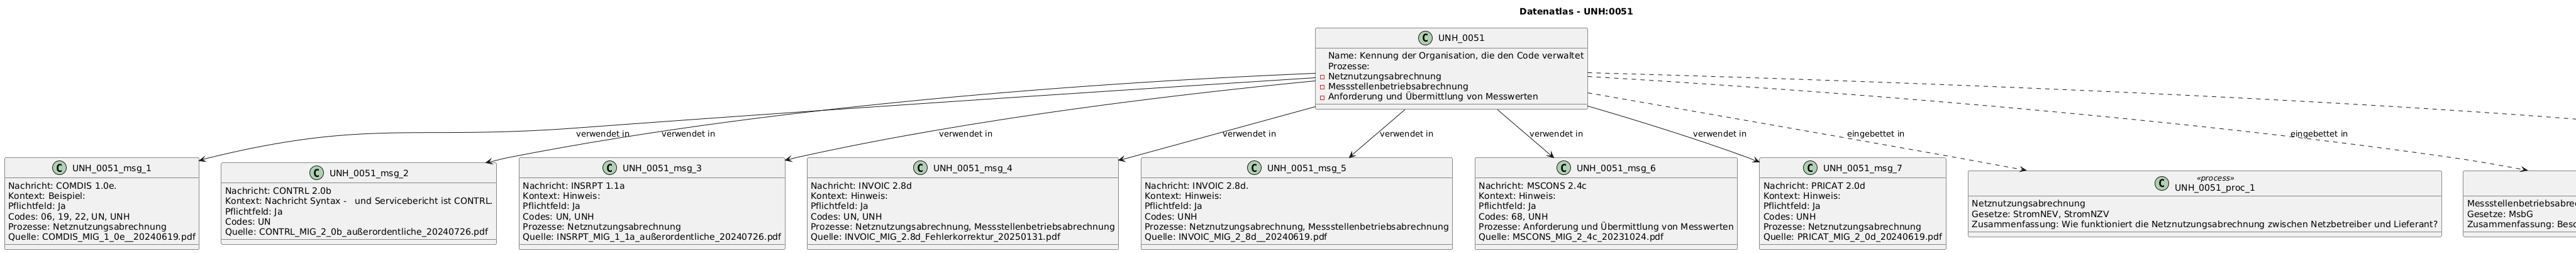 Datenatlas - UNH:0051
C UNH_0051
Name: Kennung der Organisation, die den Code verwaltet
Prozesse:
Netznutzungsabrechnung
Messstellenbetriebsabrechnung
Anforderung und Übermittlung von Messwerten
verwendet in
verwendet in
verwendet in
verwendet in
verwendet in
verwendet in
verwendet in
eingebettet in
eingebettet in
C UNH_0051_msg_1
Nachricht: COMDIS 1.0e.
Kontext: Beispiel:
Pflichtfeld: Ja
Codes: 06, 19, 22, UN, UNH
Prozesse: Netznutzungsabrechnung
Quelle: COMDIS_MIG_1_0e__20240619.pdf
C UNH_0051_msg_2
Nachricht: CONTRL 2.0b
Kontext: Nachricht Syntax -   und Servicebericht ist CONTRL.
Pflichtfeld: Ja
Codes: UN
Quelle: CONTRL_MIG_2_0b_außerordentliche_20240726.pdf
C UNH_0051_msg_3
Nachricht: INSRPT 1.1a
Kontext: Hinweis:
Pflichtfeld: Ja
Codes: UN, UNH
Prozesse: Netznutzungsabrechnung
Quelle: INSRPT_MIG_1_1a_außerordentliche_20240726.pdf
C UNH_0051_msg_4
Nachricht: INVOIC 2.8d
Kontext: Hinweis:
Pflichtfeld: Ja
Codes: UN, UNH
Prozesse: Netznutzungsabrechnung, Messstellenbetriebsabrechnung
Quelle: INVOIC_MIG_2.8d_Fehlerkorrektur_20250131.pdf
C UNH_0051_msg_5
Nachricht: INVOIC 2.8d.
Kontext: Hinweis:
Pflichtfeld: Ja
Codes: UNH
Prozesse: Netznutzungsabrechnung, Messstellenbetriebsabrechnung
Quelle: INVOIC_MIG_2_8d__20240619.pdf
C UNH_0051_msg_6
Nachricht: MSCONS 2.4c
Kontext: Hinweis:
Pflichtfeld: Ja
Codes: 68, UNH
Prozesse: Anforderung und Übermittlung von Messwerten
Quelle: MSCONS_MIG_2_4c_20231024.pdf
C UNH_0051_msg_7
Nachricht: PRICAT 2.0d
Kontext: Hinweis:
Pflichtfeld: Ja
Codes: UNH
Prozesse: Netznutzungsabrechnung
Quelle: PRICAT_MIG_2_0d_20240619.pdf
«process»
C UNH_0051_proc_1
Netznutzungsabrechnung
Gesetze: StromNEV, StromNZV
Zusammenfassung: Wie funktioniert die Netznutzungsabrechnung zwischen Netzbetreiber und Lieferant?
Gesetze: MsbG
Zusammenfassung: